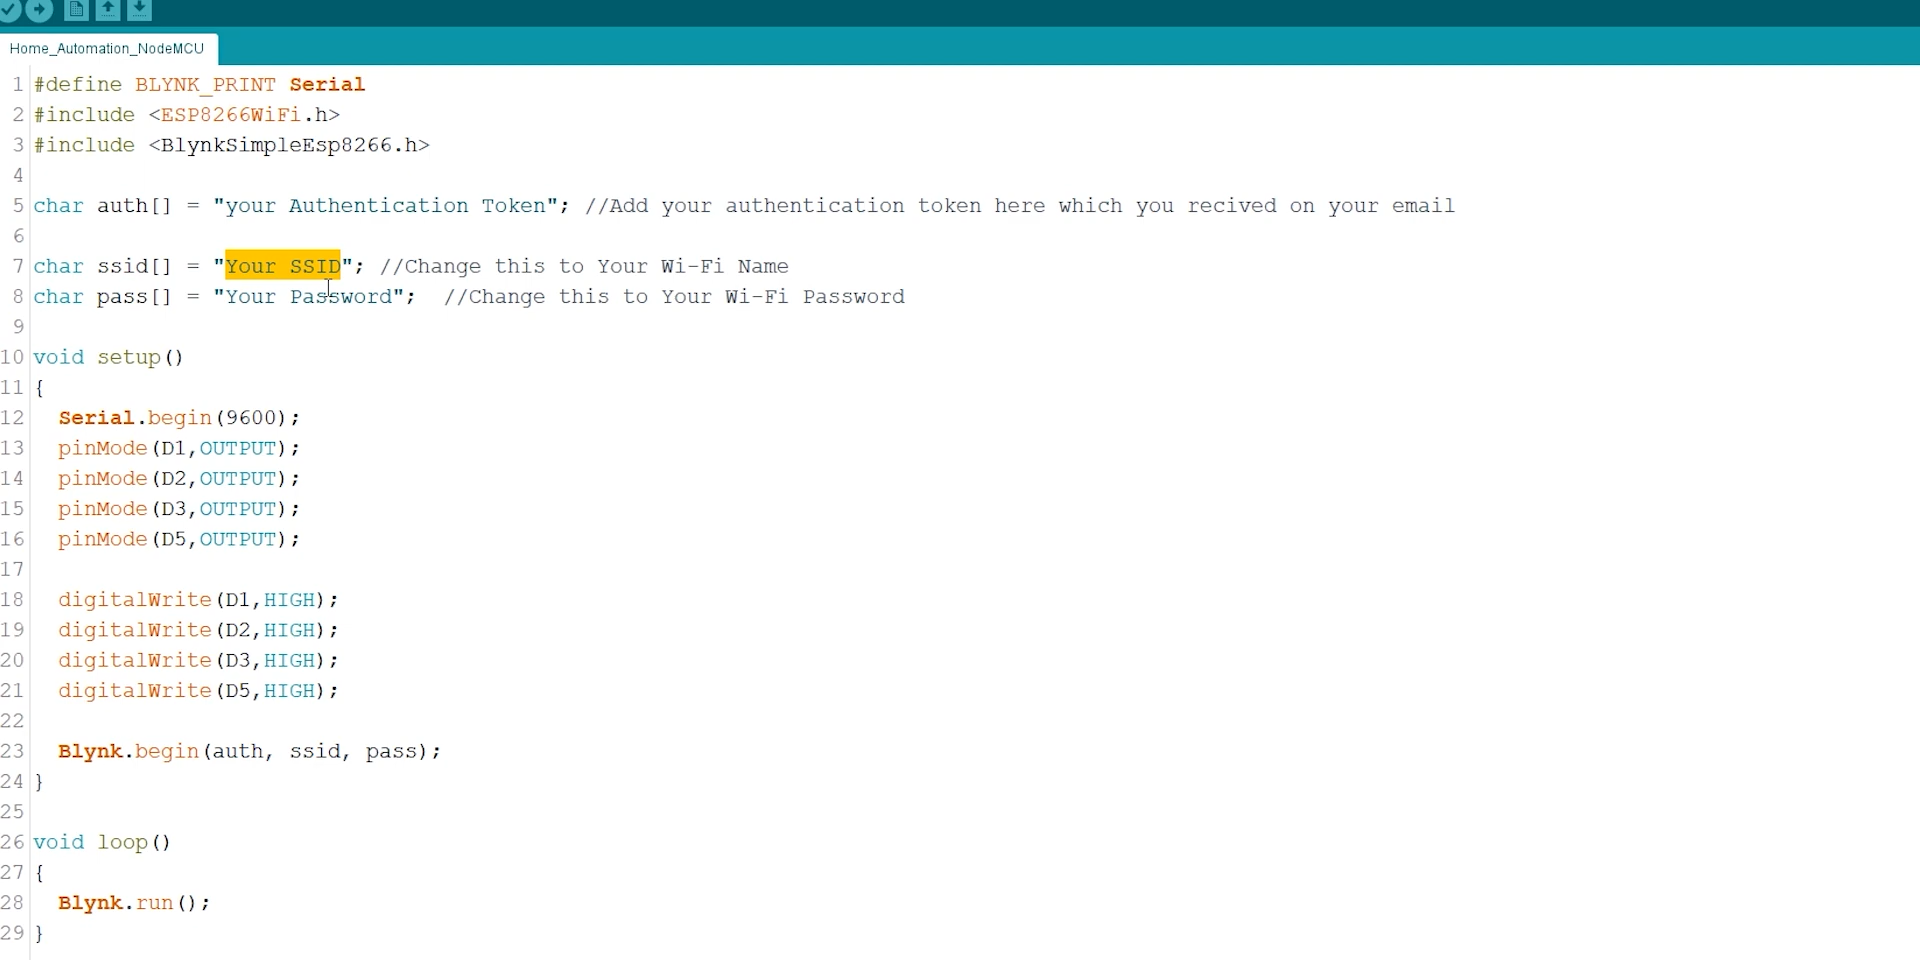 Home_Automation_NodeMCU
1 #define BLYNK_PRINT Serial
2 #include <ESP8266WiFi.h>
3 #include <BlynkSimpleEsp8266.h>
4
5 char auth[] = "your Authentication Token"; //Add your authentication token here which you recived on your email
6
7 char ssid[] = "Your SSID"; //Change this to Your Wi-Fi Name
8 char pass[] = "Your Password";  //Change this to Your Wi-Fi Password
9
10 void setup()
11 {
12   Serial.begin(9600);
13   pinMode(D1,OUTPUT);
14   pinMode(D2,OUTPUT);
15   pinMode(D3,OUTPUT);
16   pinMode(D5,OUTPUT);
17
18   digitalWrite(D1,HIGH);
19   digitalWrite(D2,HIGH);
20   digitalWrite(D3,HIGH);
21   digitalWrite(D5,HIGH);
22
23   Blynk.begin(auth, ssid, pass);
24 }
25
26 void loop()
27 {
28   Blynk.run();
29 }